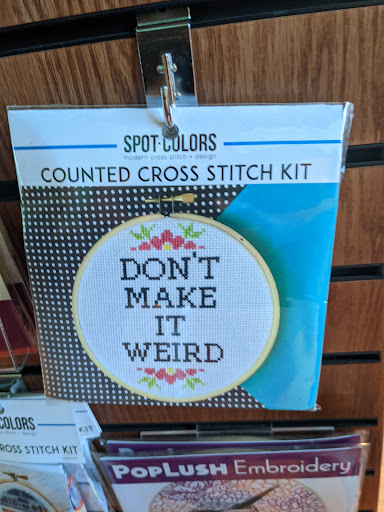 SPOT·COLORS
modern cross stitch + design
COUNTED CROSS STITCH KIT
DON'T
MAKE
IT
WEIRD
COLORS
CROSS STITCH KIT
KIT
POPLUSH Embroidery